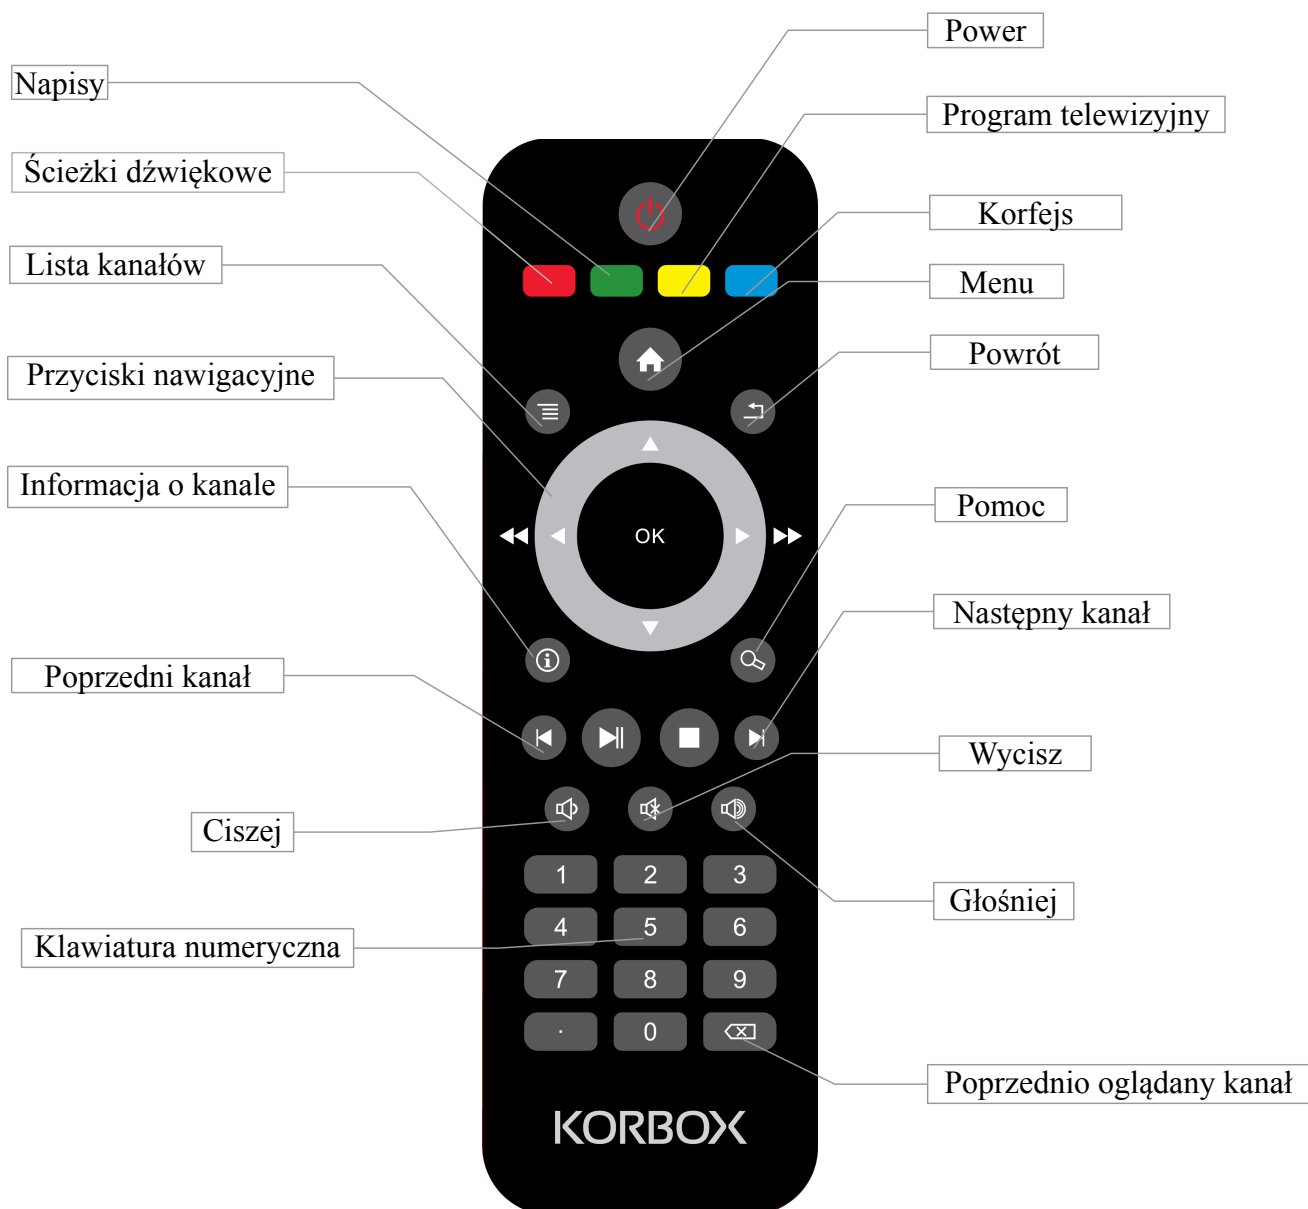 Power
Napisy
Program telewizyjny
Ścieżki dźwiękowe
Korfejs
Lista kanałów
Menu
Powrót
Przyciski nawigacyjne
Informacja o kanale
Pomoc
OK
Następny kanał
Poprzedni kanał
Wycisz
Ciszej
Głośniej
1 2 3
4 5 6
Klawiatura numeryczna
7 8 9
. 0
Poprzednio oglądany kanał
KORBOX